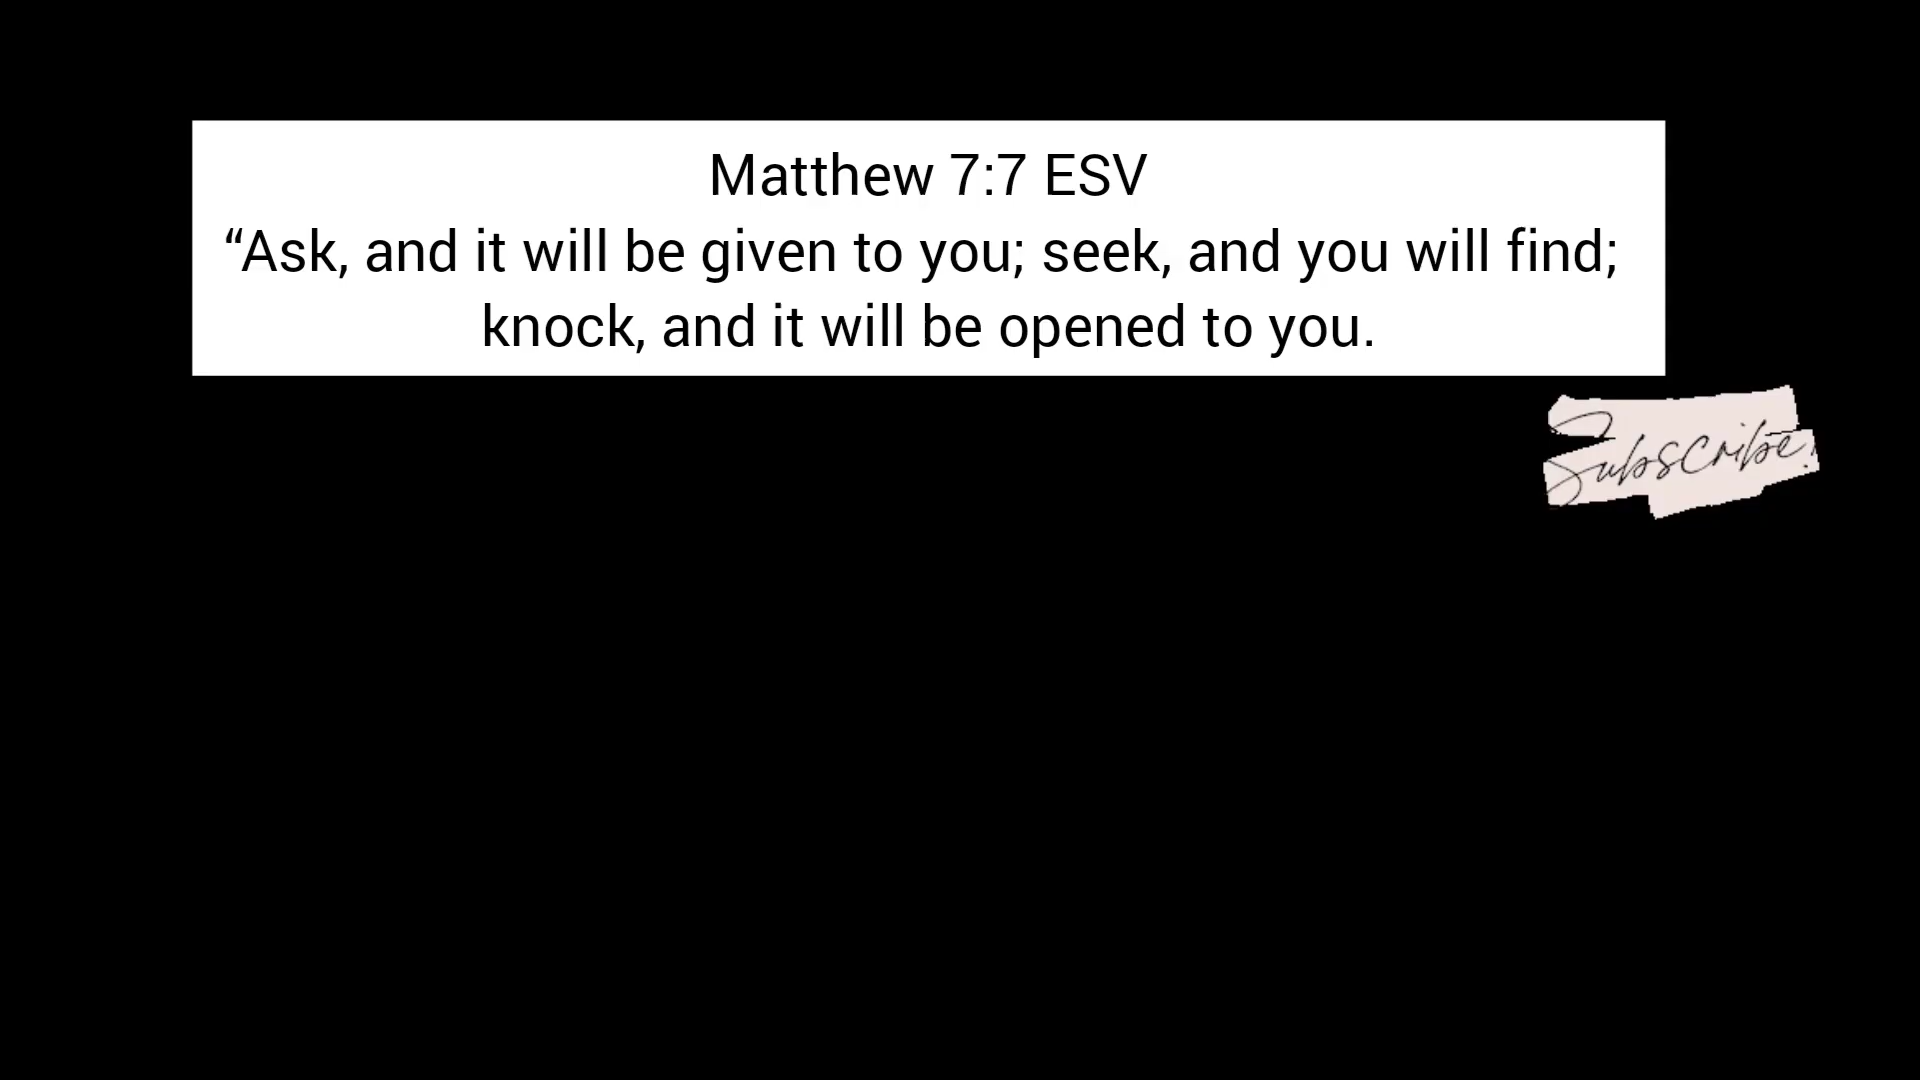 Matthew 7:7 ESV
“Ask, and it will be given to you; seek, and you will find;
knock, and it will be opened to you.
Subscribe!